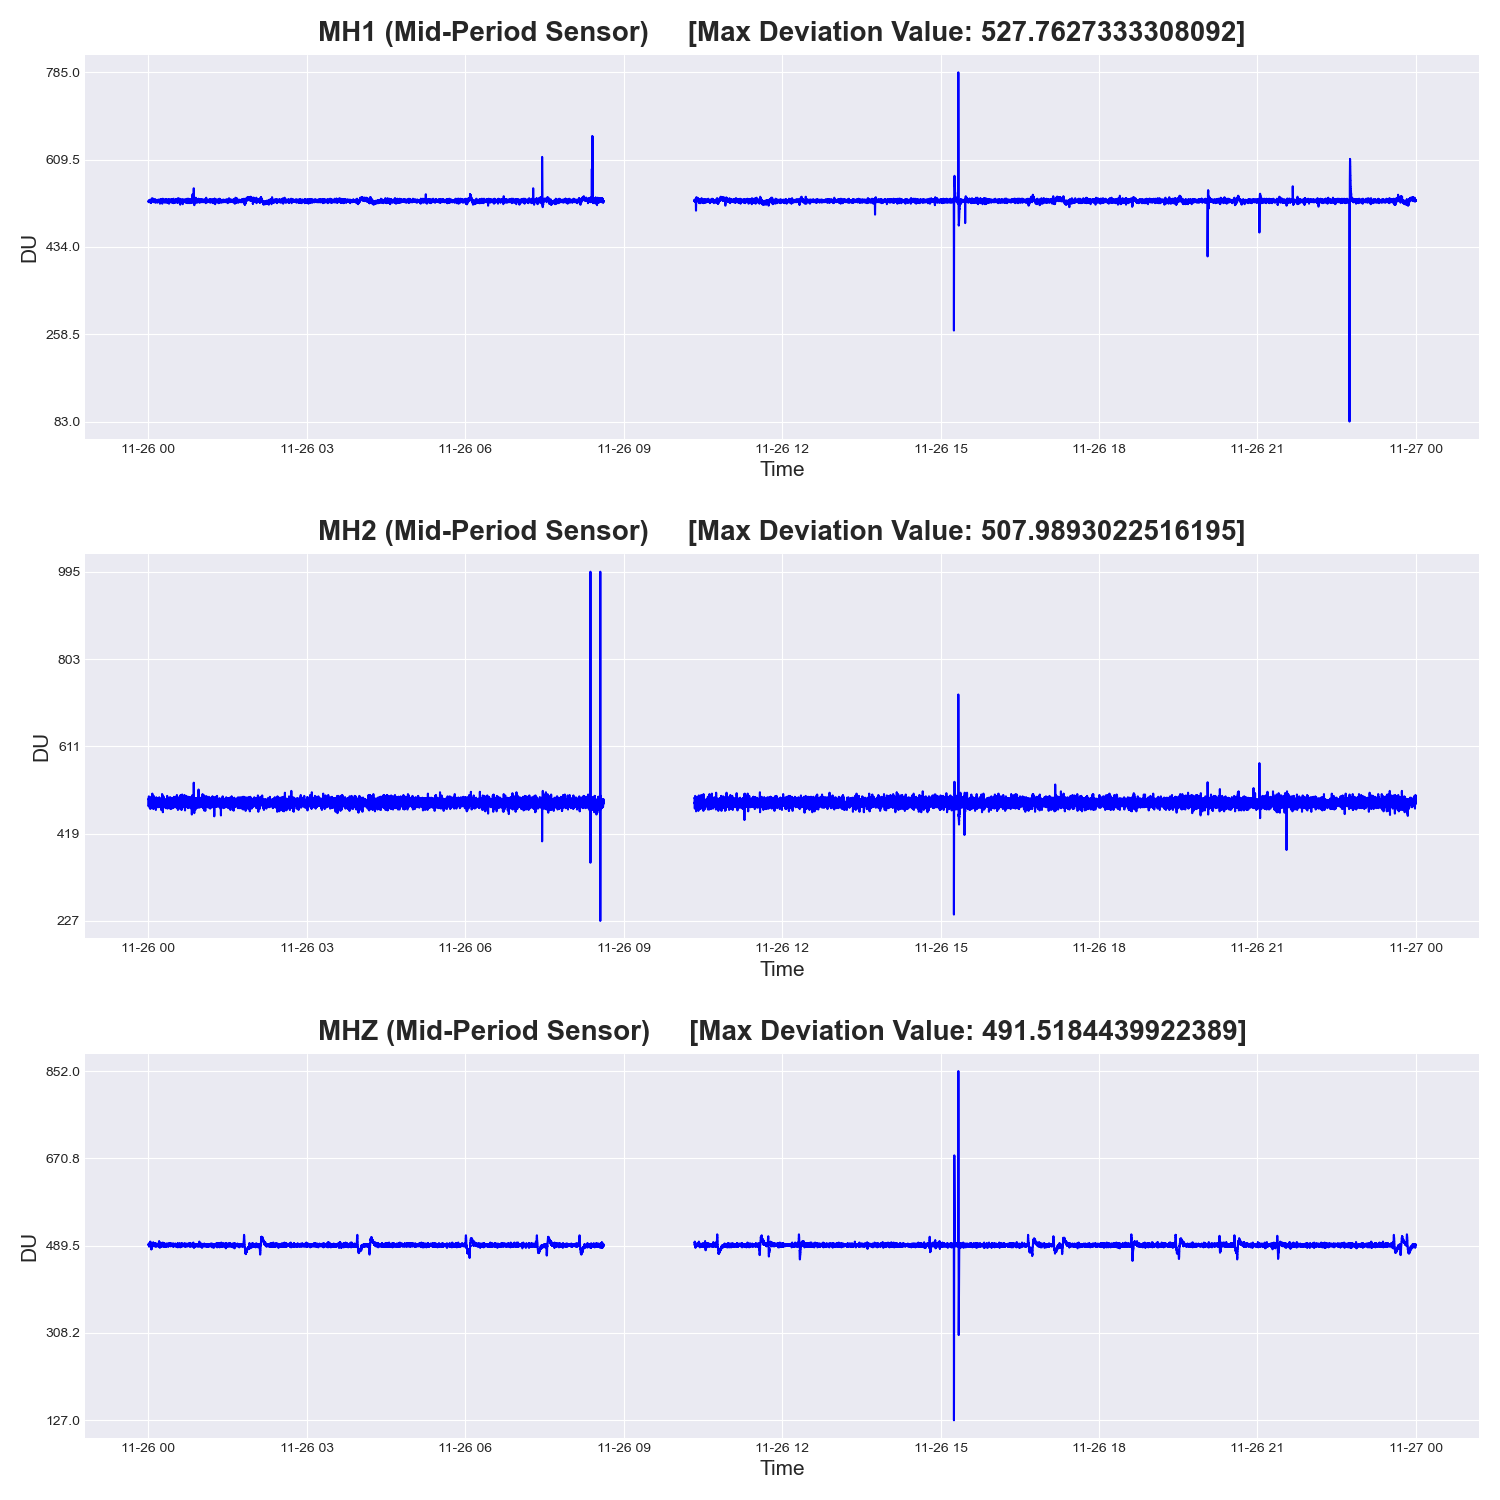 MH1 (Mid-Period Sensor) [Max Deviation Value: 527.7627333308092]
785.0
609.5
434.0
258.5
83.0
DU
11-26 00 11-26 03 11-26 06 11-26 09 11-26 12 11-26 15 11-26 18 11-26 21 11-27 00
Time
MH2 (Mid-Period Sensor) [Max Deviation Value: 507.9893022516195]
995
803
611
419
227
DU
11-26 00 11-26 03 11-26 06 11-26 09 11-26 12 11-26 15 11-26 18 11-26 21 11-27 00
Time
MHZ (Mid-Period Sensor) [Max Deviation Value: 491.5184439922389]
852.0
670.8
489.5
308.2
127.0
DU
11-26 00 11-26 03 11-26 06 11-26 09 11-26 12 11-26 15 11-26 18 11-26 21 11-27 00
Time